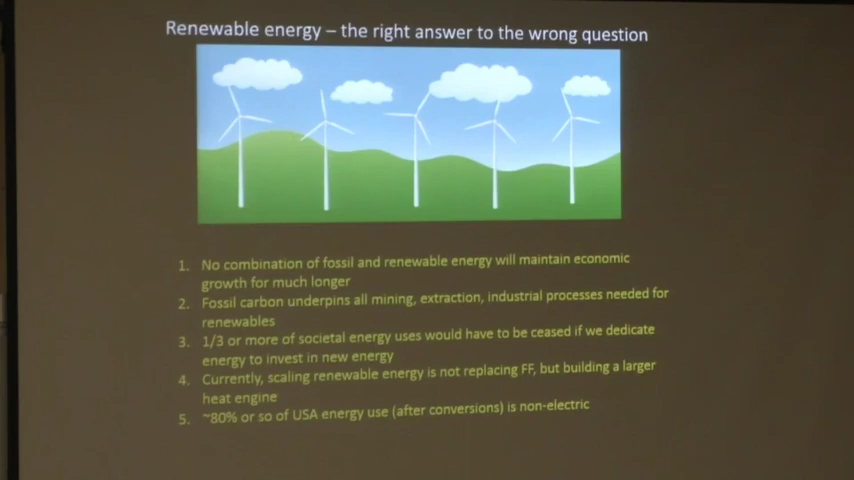 Renewable energy – the right answer to the wrong question
1. No combination of fossil and renewable energy will maintain economic
growth for much longer
2. Fossil carbon underpins all mining, extraction, industrial processes needed for
renewables
3. 1/3 or more of societal energy uses would have to be ceased if we dedicate
energy to invest in new energy
4. Currently, scaling renewable energy is not replacing FF, but building a larger
heat engine
5. ~80% or so of USA energy use (after conversions) is non-electric